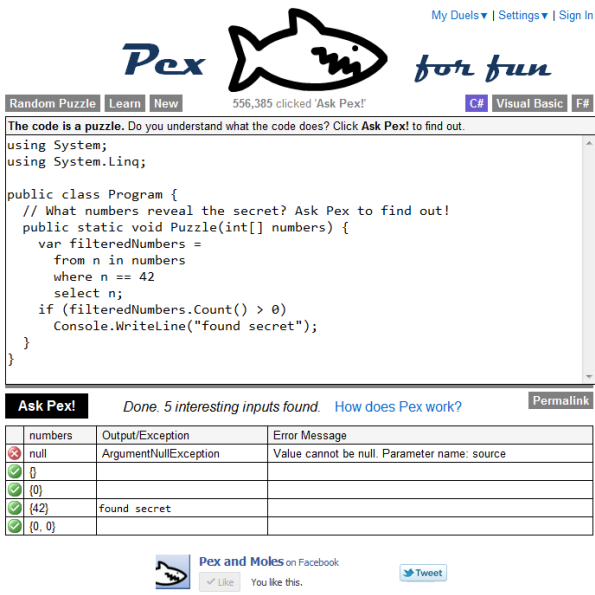 My Duels▼ | Settings▼ | Sign In
Pex for fun
Random Puzzle Learn New 556,385 clicked 'Ask Pex!' C# Visual Basic F#
The code is a puzzle. Do you understand what the code does? Click Ask Pex! to find out.
using System;
using System.Linq;
public class Program {
// What numbers reveal the secret? Ask Pex to find out!
public static void Puzzle(int[] numbers) {
var filteredNumbers =
from n in numbers
where n == 42
select n;
if (filteredNumbers.Count() > 0)
Console.WriteLine("found secret");
}
}
Ask Pex! Done. 5 interesting inputs found. How does Pex work? Permalink
numbers Output/Exception Error Message
null ArgumentNullException Value cannot be null. Parameter name: source
{}
{0}
{42} found secret
{0, 0}
Pex and Moles on Facebook
Like You like this. Tweet